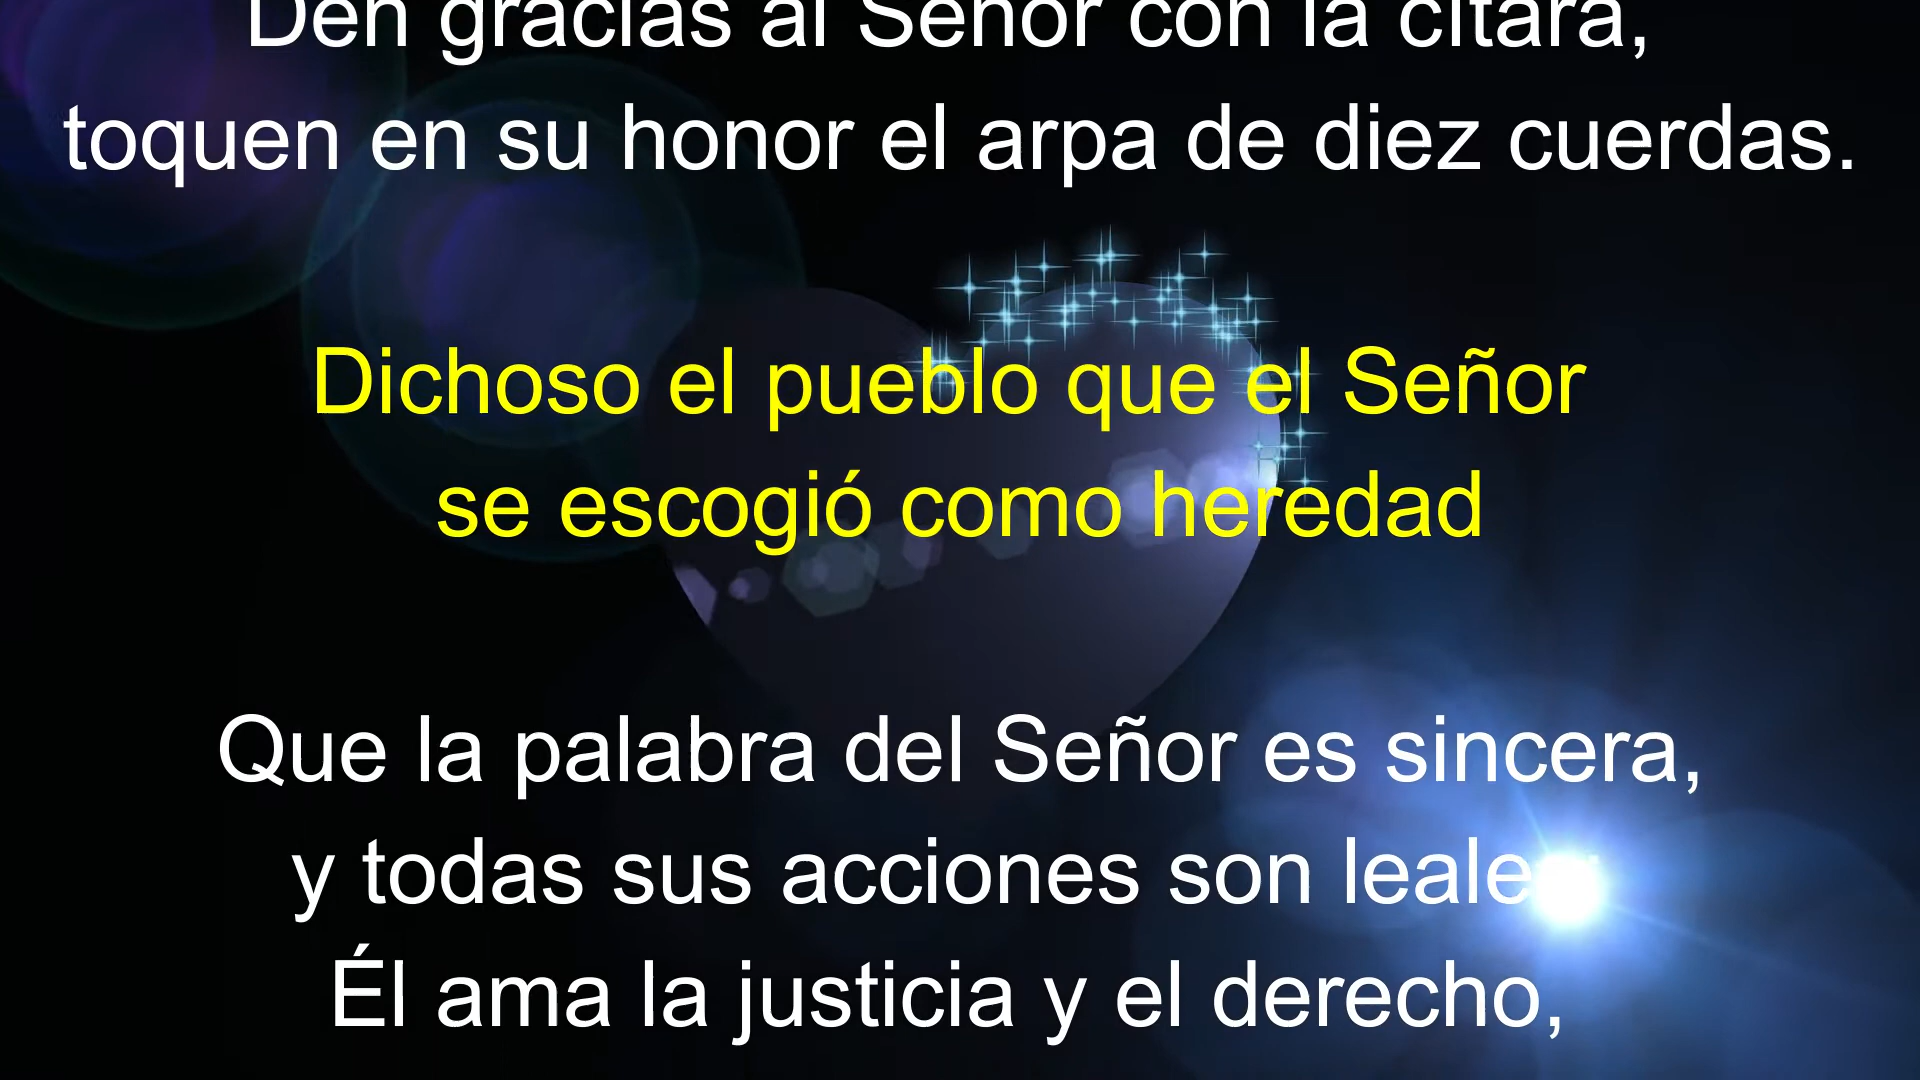 Den gracias al Señor con la cítara,
toquen en su honor el arpa de diez cuerdas.
Dichoso el pueblo que el Señor
se escogió como heredad
Que la palabra del Señor es sincera,
y todas sus acciones son
Él ama la justicia y el derecho,